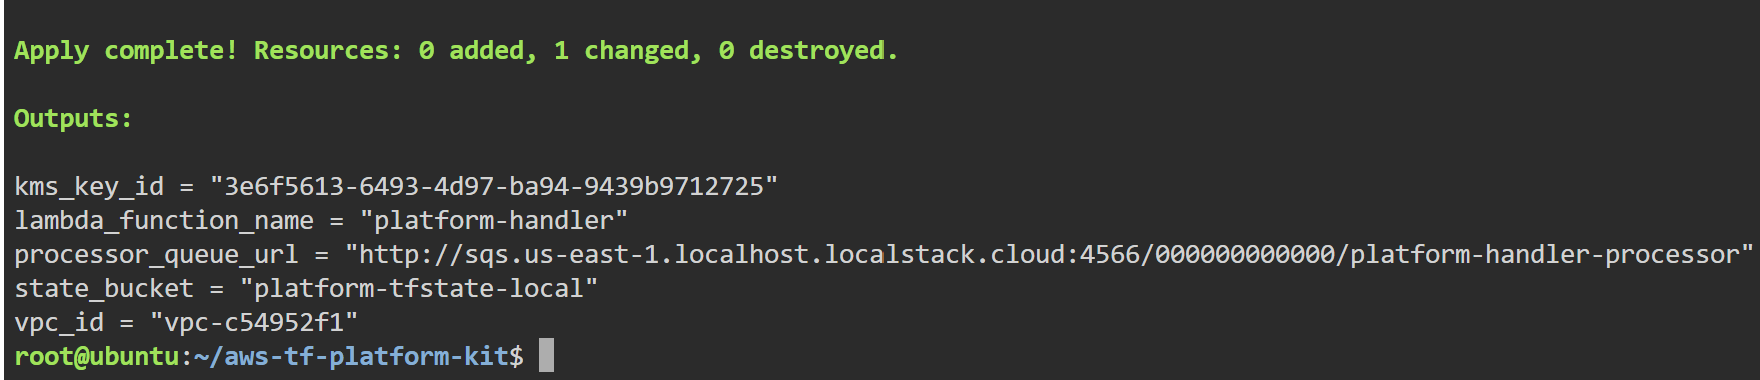 Apply complete! Resources: 0 added, 1 changed, 0 destroyed.
Outputs:
kms_key_id = "3e6f5613-6493-4d97-ba94-9439b9712725"
lambda_function_name = "platform-handler"
processor_queue_url = "http://sqs.us-east-1.localhost.localstack.cloud:4566/000000000000/platform-handler-processor"
state_bucket = "platform-tfstate-local"
vpc_id = "vpc-c54952f1"
root@ubuntu:~/aws-tf-platform-kit$